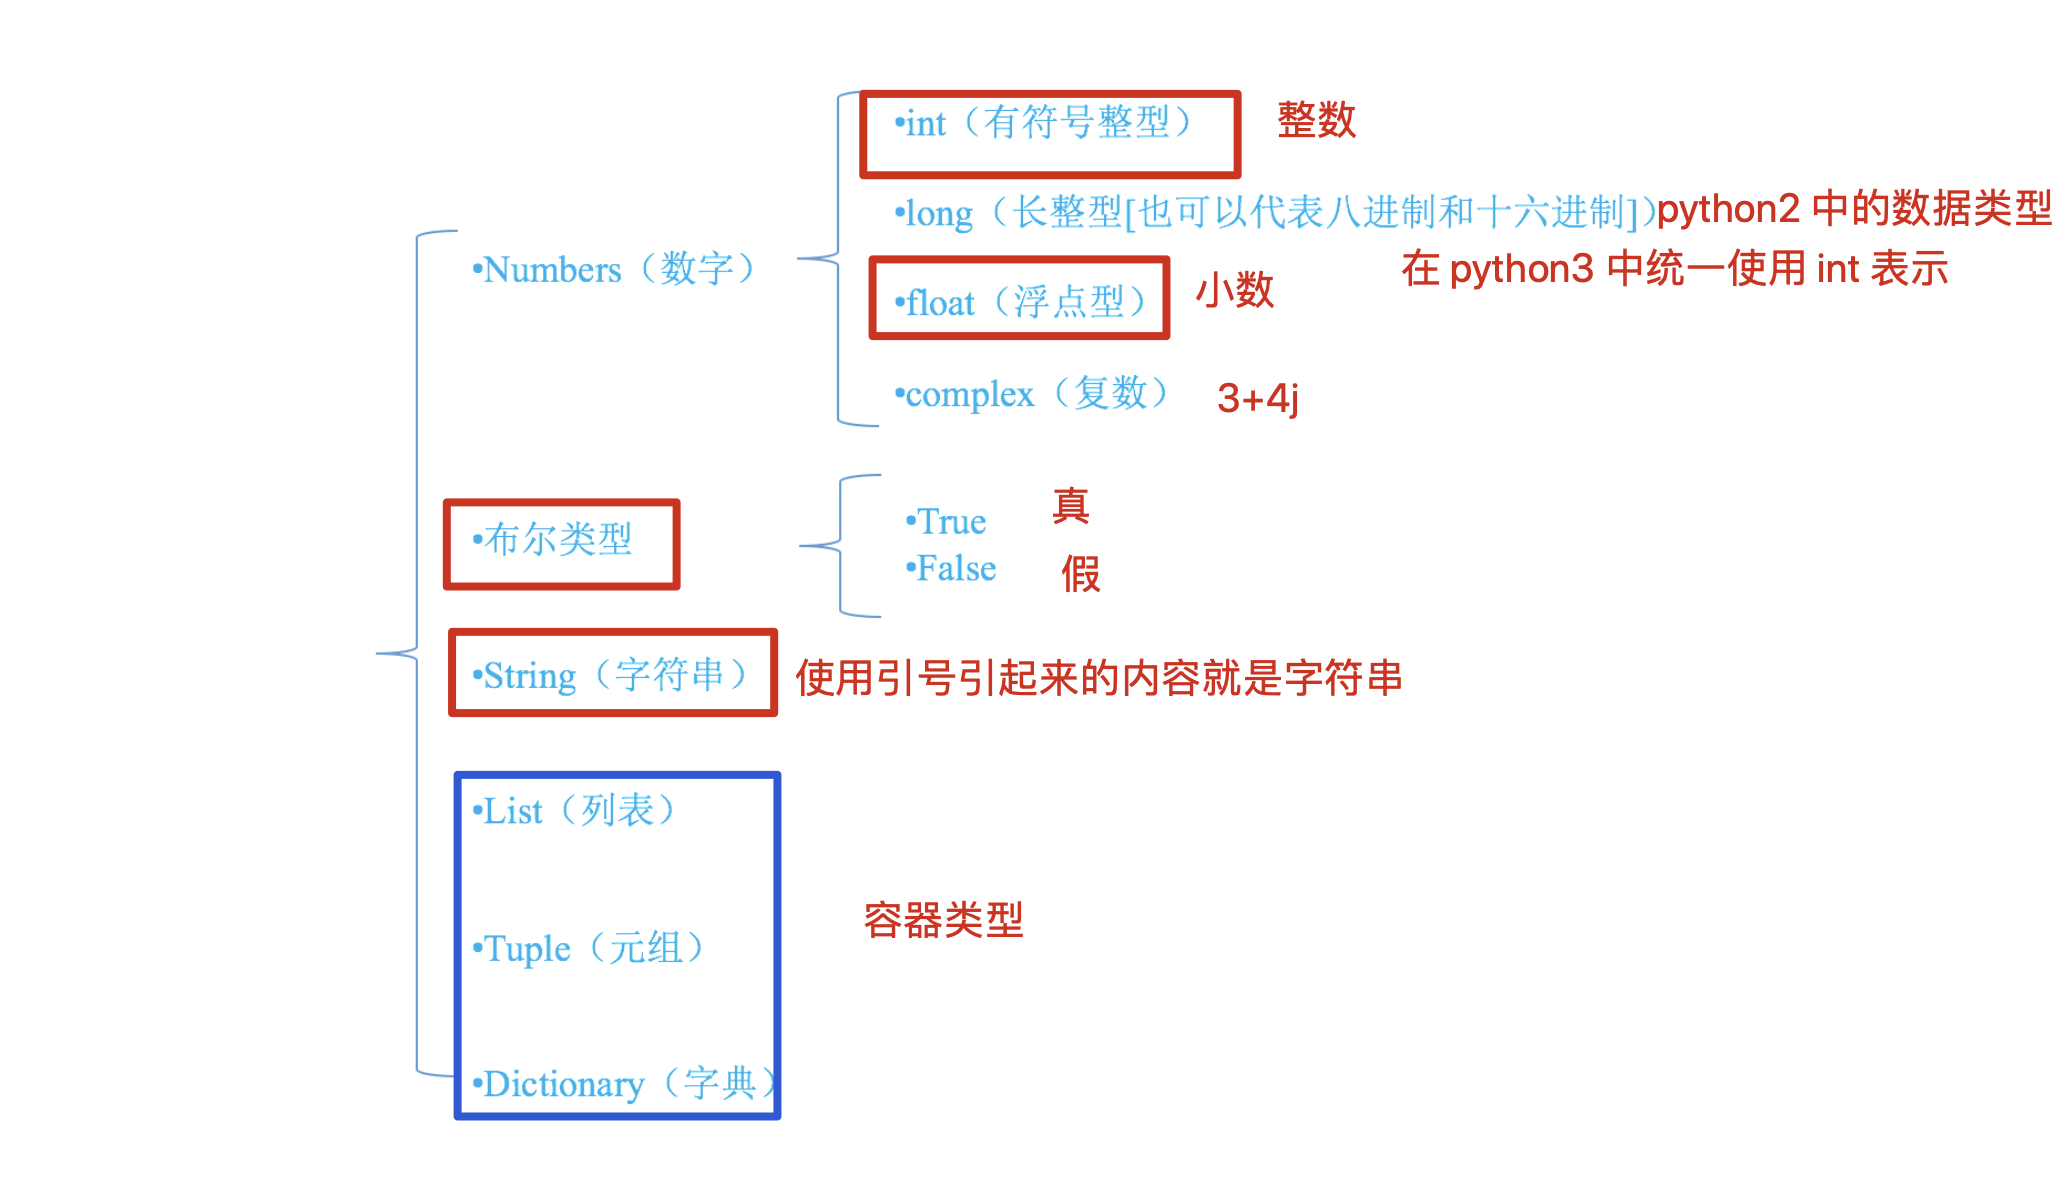 •Numbers（数字）
•int（有符号整型） 整数
•long（长整型[也可以代表八进制和十六进制]）python2 中的数据类型
在 python3 中统一使用 int 表示
•float（浮点型） 小数
•complex（复数） 3+4j
•布尔类型
•True 真
•False 假
•String（字符串） 使用引号引起来的内容就是字符串
•List（列表）
•Tuple（元组）
•Dictionary（字典）
容器类型